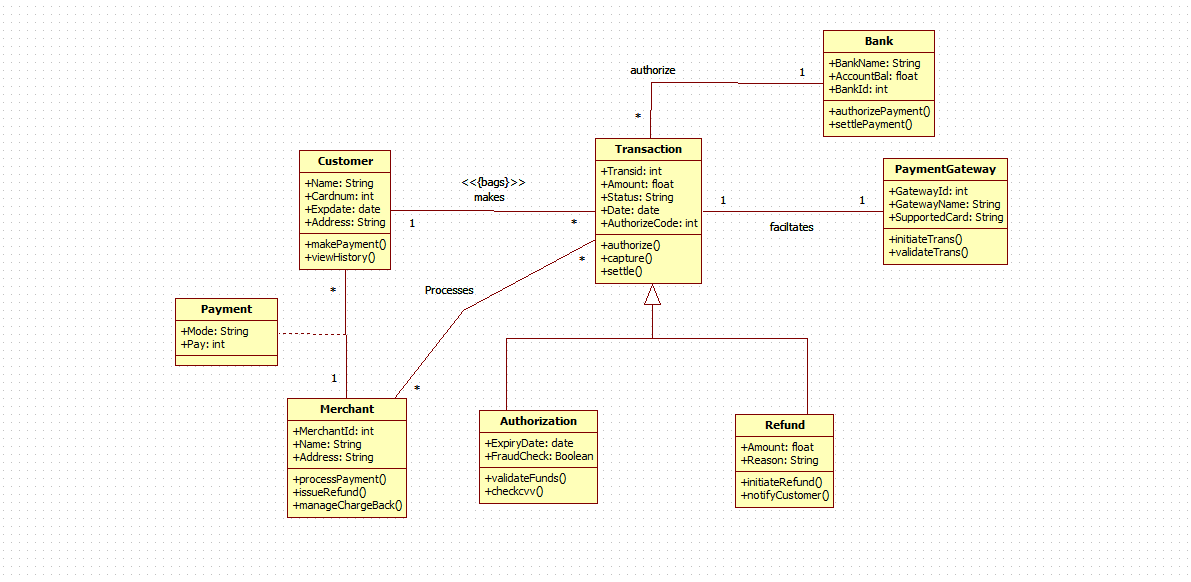 Bank
+BankName: String
+AccountBal: float
+BankId: int
+authorizePayment()
+settlePayment()
authorize
1
*
Transaction
+Transid: int
+Amount: float
+Status: String
+Date: date
+AuthorizeCode: int
+authorize()
+capture()
+settle()
Customer
+Name: String
+Cardnum: int
+Expdate: date
+Address: String
+makePayment()
+viewHistory()
<<{bags}>>
makes
1
*
PaymentGateway
+GatewayId: int
+GatewayName: String
+SupportedCard: String
+initiateTrans()
+validateTrans()
1
1
faciltates
*
Processes
*
*
Payment
+Mode: String
+Pay: int
1
Merchant
+MerchantId: int
+Name: String
+Address: String
+processPayment()
+issueRefund()
+manageChargeBack()
Authorization
+ExpiryDate: date
+FraudCheck: Boolean
+validateFunds()
+checkcvv()
Refund
+Amount: float
+Reason: String
+initiateRefund()
+notifyCustomer()